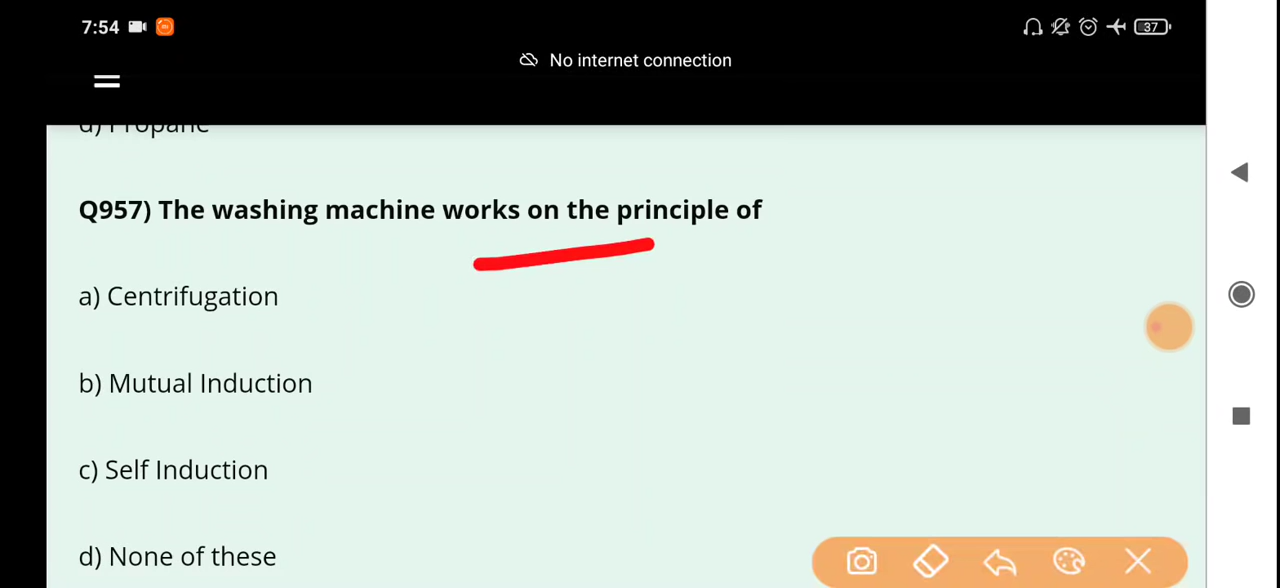 7:54
37
No internet connection
d) Propane
Q957) The washing machine works on the principle of
a) Centrifugation
b) Mutual Induction
c) Self Induction
d) None of these